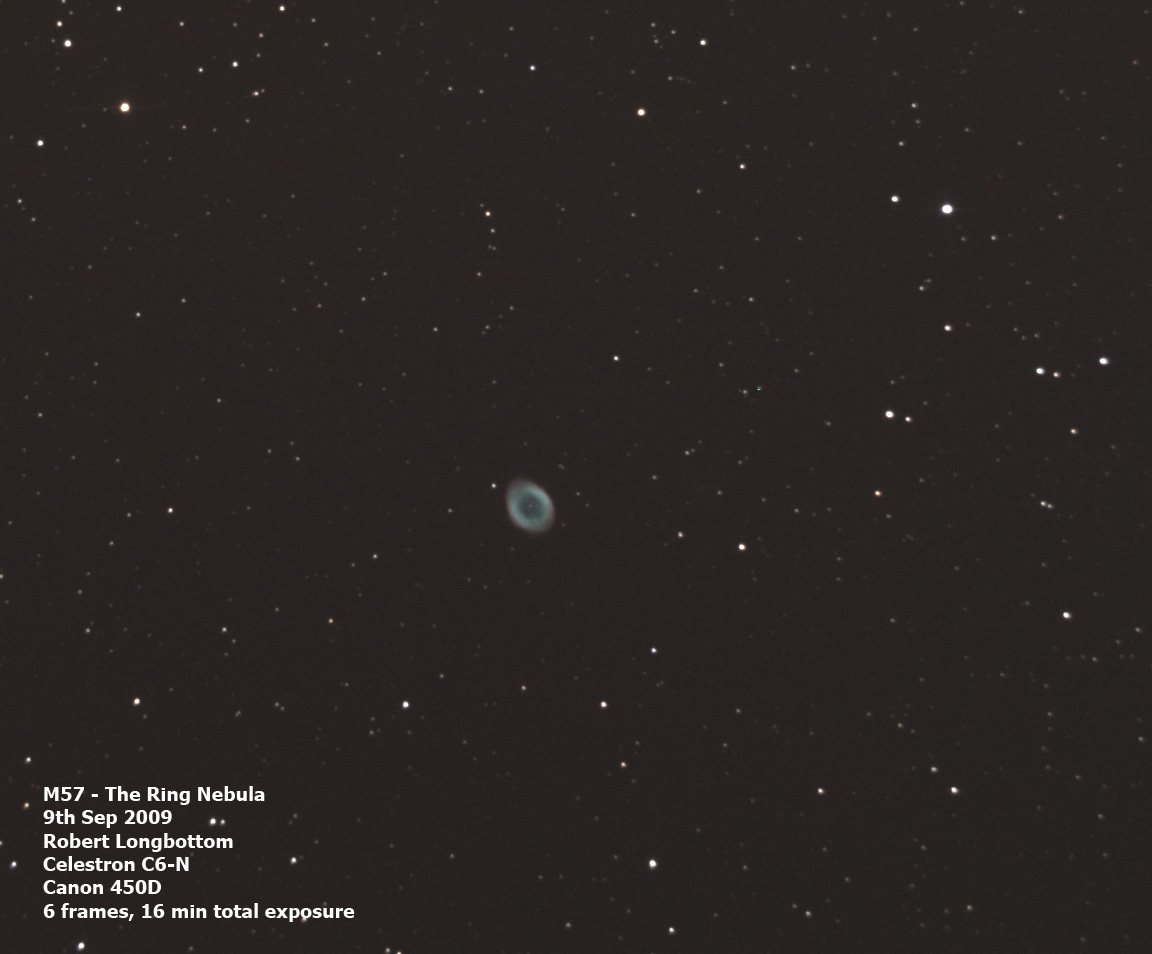 M57 - The Ring Nebula
9th Sep 2009
Robert Longbottom
Celestron C6-N
Canon 450D
6 frames, 16 min total exposure